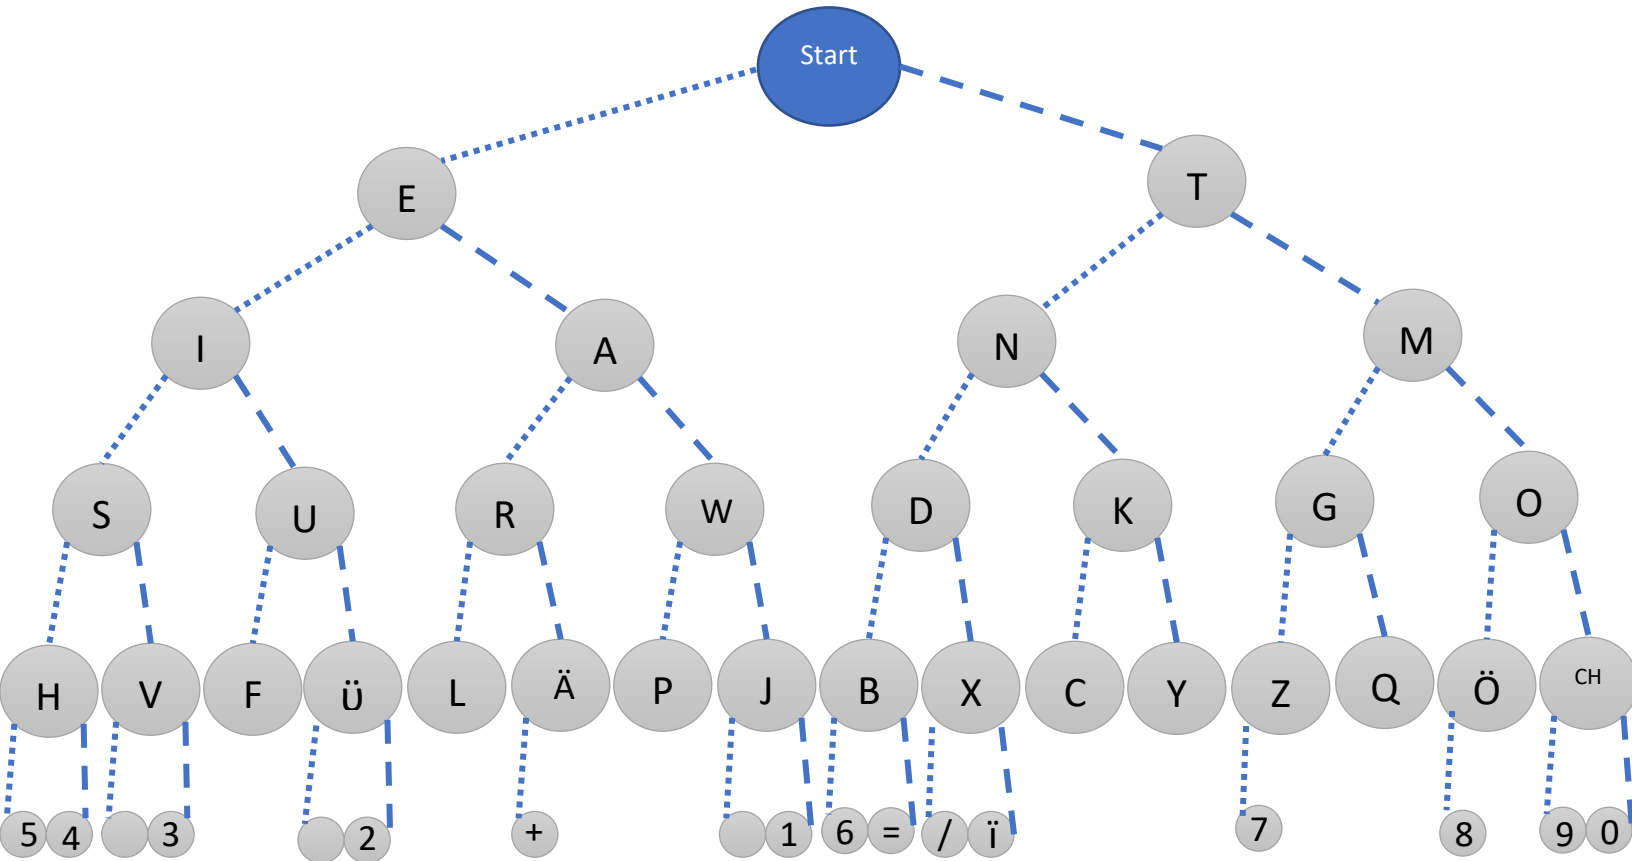 Start
E T
I A N M
S U R W D K G O
H V F Ü L Ä P J B X C Y Z Q Ö CH
5 4 3 2 + 1 6 = / Ï 7 8 9 0